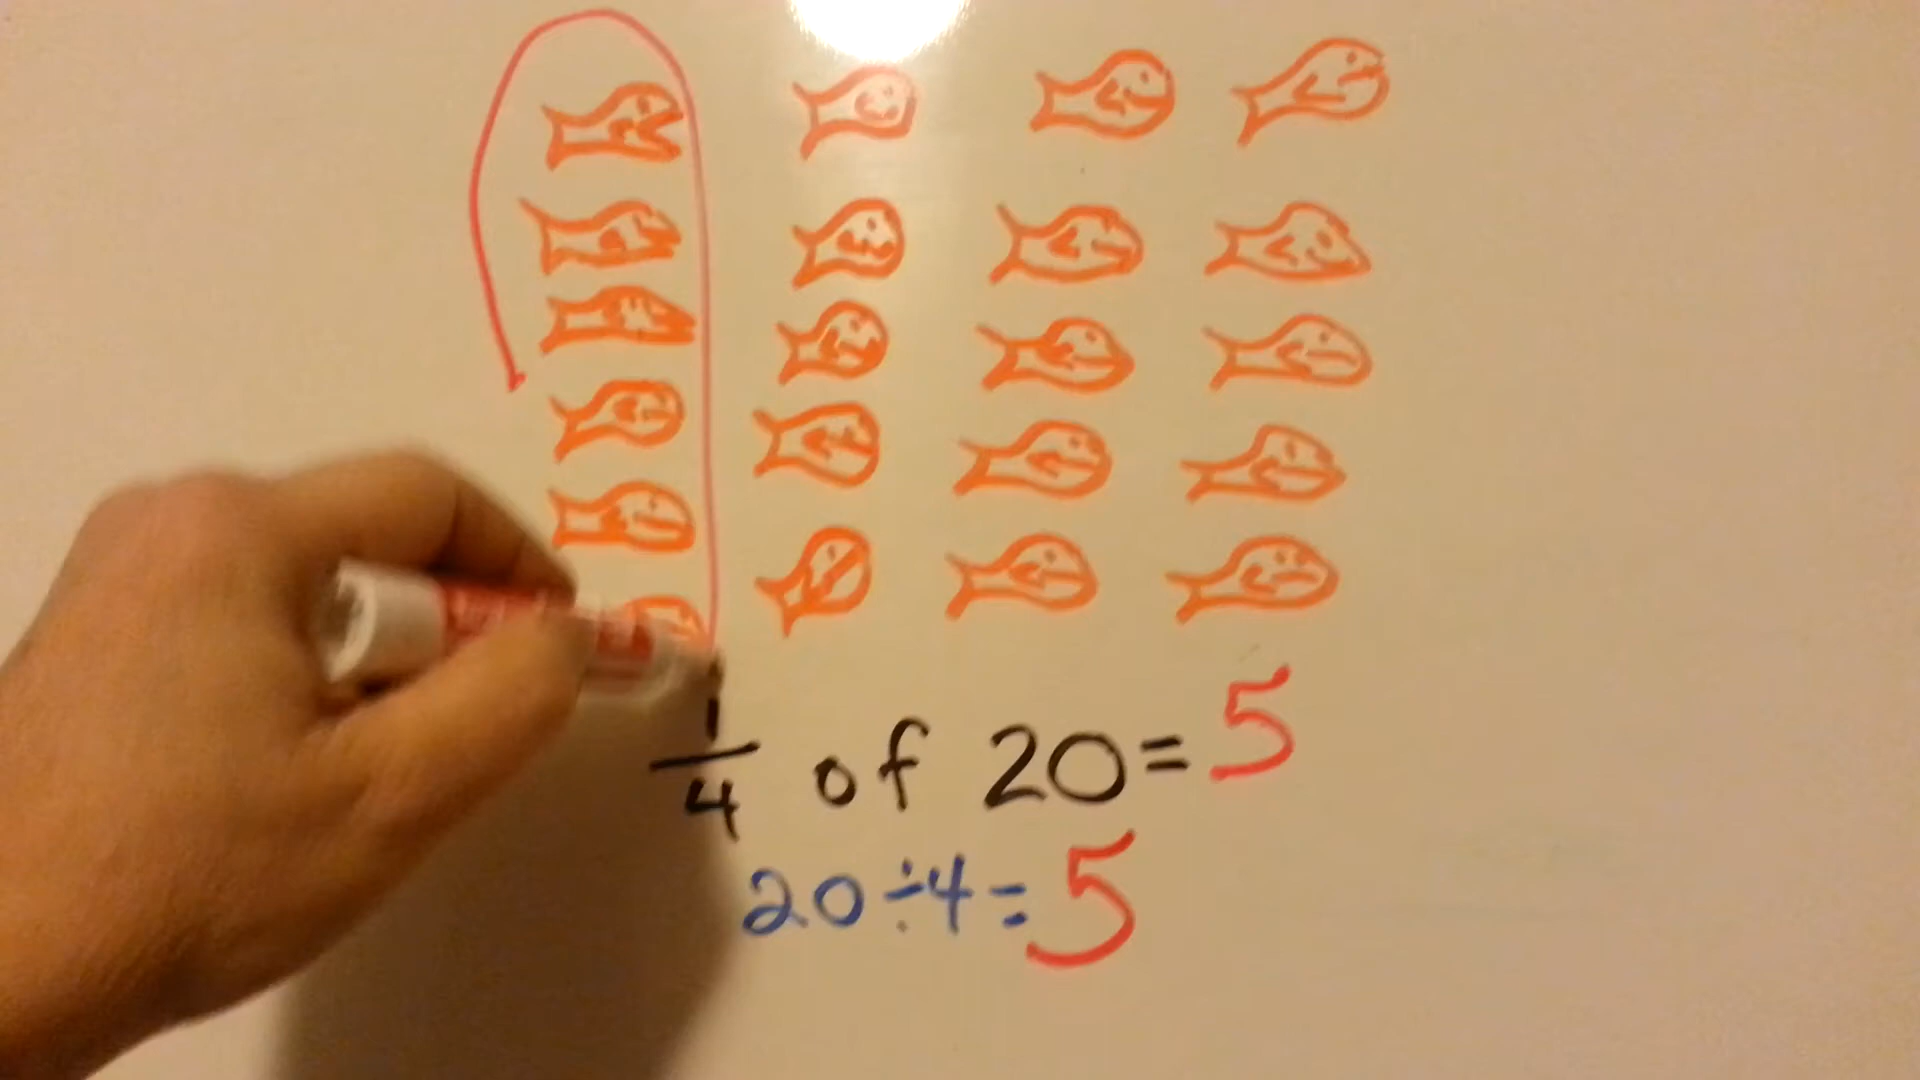 1/4 of 20 = 5
20 ÷ 4 = 5